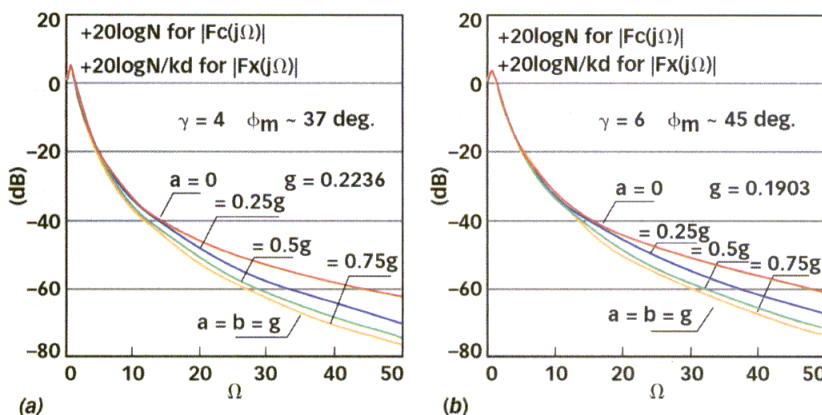 +20logN for |Fc(jΩ)|
+20logN/kd for |Fx(jΩ)|
γ = 4 ϕm ~ 37 deg.
a = 0 g = 0.2236
= 0.25g
= 0.5g
= 0.75g
a = b = g
(dB)
0
−20
−40
−60
−80
0 10 20 30 40 50
Ω
(a)
+20logN for |Fc(jΩ)|
+20logN/kd for |Fx(jΩ)|
γ = 6 ϕm ~ 45 deg.
a = 0 g = 0.1903
= 0.25g
= 0.5g
= 0.75g
a = b = g
(dB)
0
−20
−40
−60
−80
0 10 20 30 40 50
Ω
(b)